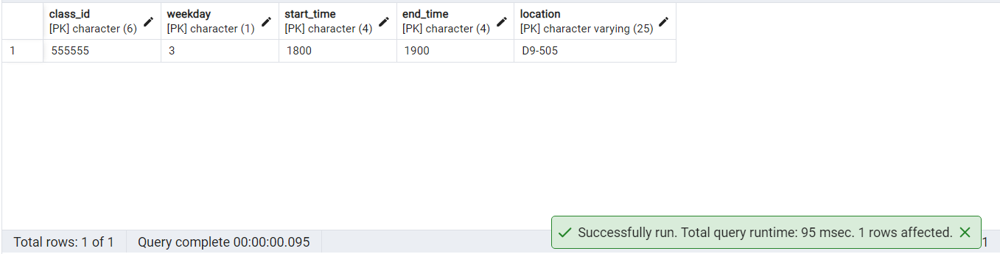 class_id weekday start_time end_time location
[PK] character (6) [PK] character (1) [PK] character (4) [PK] character (4) [PK] character varying (25)
1 555555 3 1800 1900 D9-505
Successfully run. Total query runtime: 95 msec. 1 rows affected.
Total rows: 1 of 1 Query complete 00:00:00.095 1